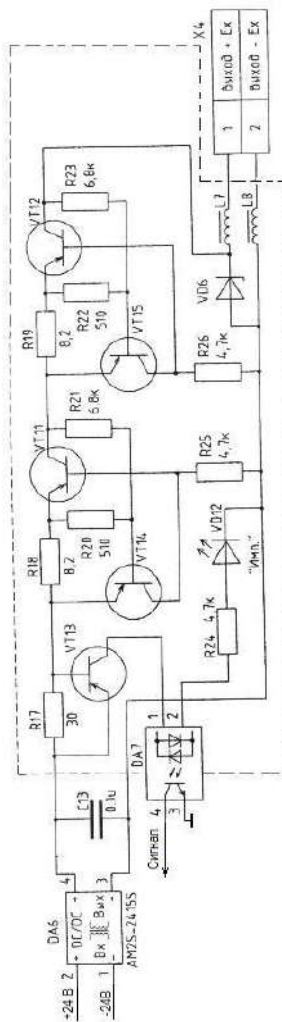 +24В
-24В
2
1
DA6
+ DC/DC +
Вх Вых
- -
AM2S-2415S
4
3
C13
0.1u
R17
30
VT13
DA7
1
2
4
3
Сигнал
R18
8,2
R20
510
VT14
VT11
R21
6,8к
R24
4,7к
VD12
"Имп."
R25
4,7к
R19
8,2
R22
510
VT15
VT12
R23
6,8к
R26
4,7к
VD6
L7
L8
X4
1
Выход + Ex
2
Выход - Ex